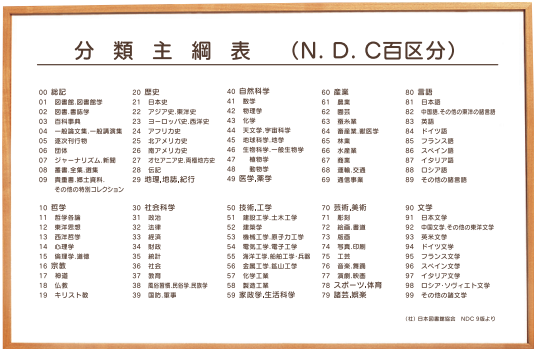 分類主綱表 (N.D.C百区分)
00 総記
01 図書館.図書館学
02 図書.書誌学
03 百科事典
04 一般論文集.一般講演集
05 逐次刊行物
06 団体
07 ジャーナリズム.新聞
08 叢書.全集.選集
09 貴重書.郷土資料.
その他の特別コレクション
10 哲学
11 哲学各論
12 東洋思想
13 西洋哲学
14 心理学
15 倫理学.道徳
16 宗教
17 神道
18 仏教
19 キリスト教
20 歴史
21 日本史
22 アジア史.東洋史
23 ヨーロッパ史.西洋史
24 アフリカ史
25 北アメリカ史
26 南アメリカ史
27 オセアニア史.両極地方史
28 伝記
29 地理.地誌.紀行
30 社会科学
31 政治
32 法律
33 経済
34 財政
35 統計
36 社会
37 教育
38 風俗習慣.民俗学.民族学
39 国防.軍事
40 自然科学
41 数学
42 物理学
43 化学
44 天文学.宇宙科学
45 地球科学.地学
46 生物科学.一般生物学
47 植物学
48 動物学
49 医学.薬学
50 技術.工学
51 建設工学.土木工学
52 建築学
53 機械工学.原子力工学
54 電気工学.電子工学
55 海洋工学.船舶工学・兵器
56 金属工学.鉱山工学
57 化学工業
58 製造工業
59 家政学.生活科学
60 産業
61 農業
62 園芸
63 蚕糸業
64 畜産業.獣医学
65 林業
66 水産業
67 商業
68 運輸.交通
69 通信事業
70 芸術.美術
71 彫刻
72 絵画.書道
73 版画
74 写真.印刷
75 工芸
76 音楽.舞踊
77 演劇.映画
78 スポーツ.体育
79 諸芸.娯楽
80 言語
81 日本語
82 中国語.その他の東洋の諸言語
83 英語
84 ドイツ語
85 フランス語
86 スペイン語
87 イタリア語
88 ロシア語
89 その他の諸言語
90 文学
91 日本文学
92 中国文学.その他の東洋文学
93 英米文学
94 ドイツ文学
95 フランス文学
96 スペイン文学
97 イタリア文学
98 ロシア・ソヴィエト文学
99 その他の諸文学
(社)日本図書館協会 NDC 9版より